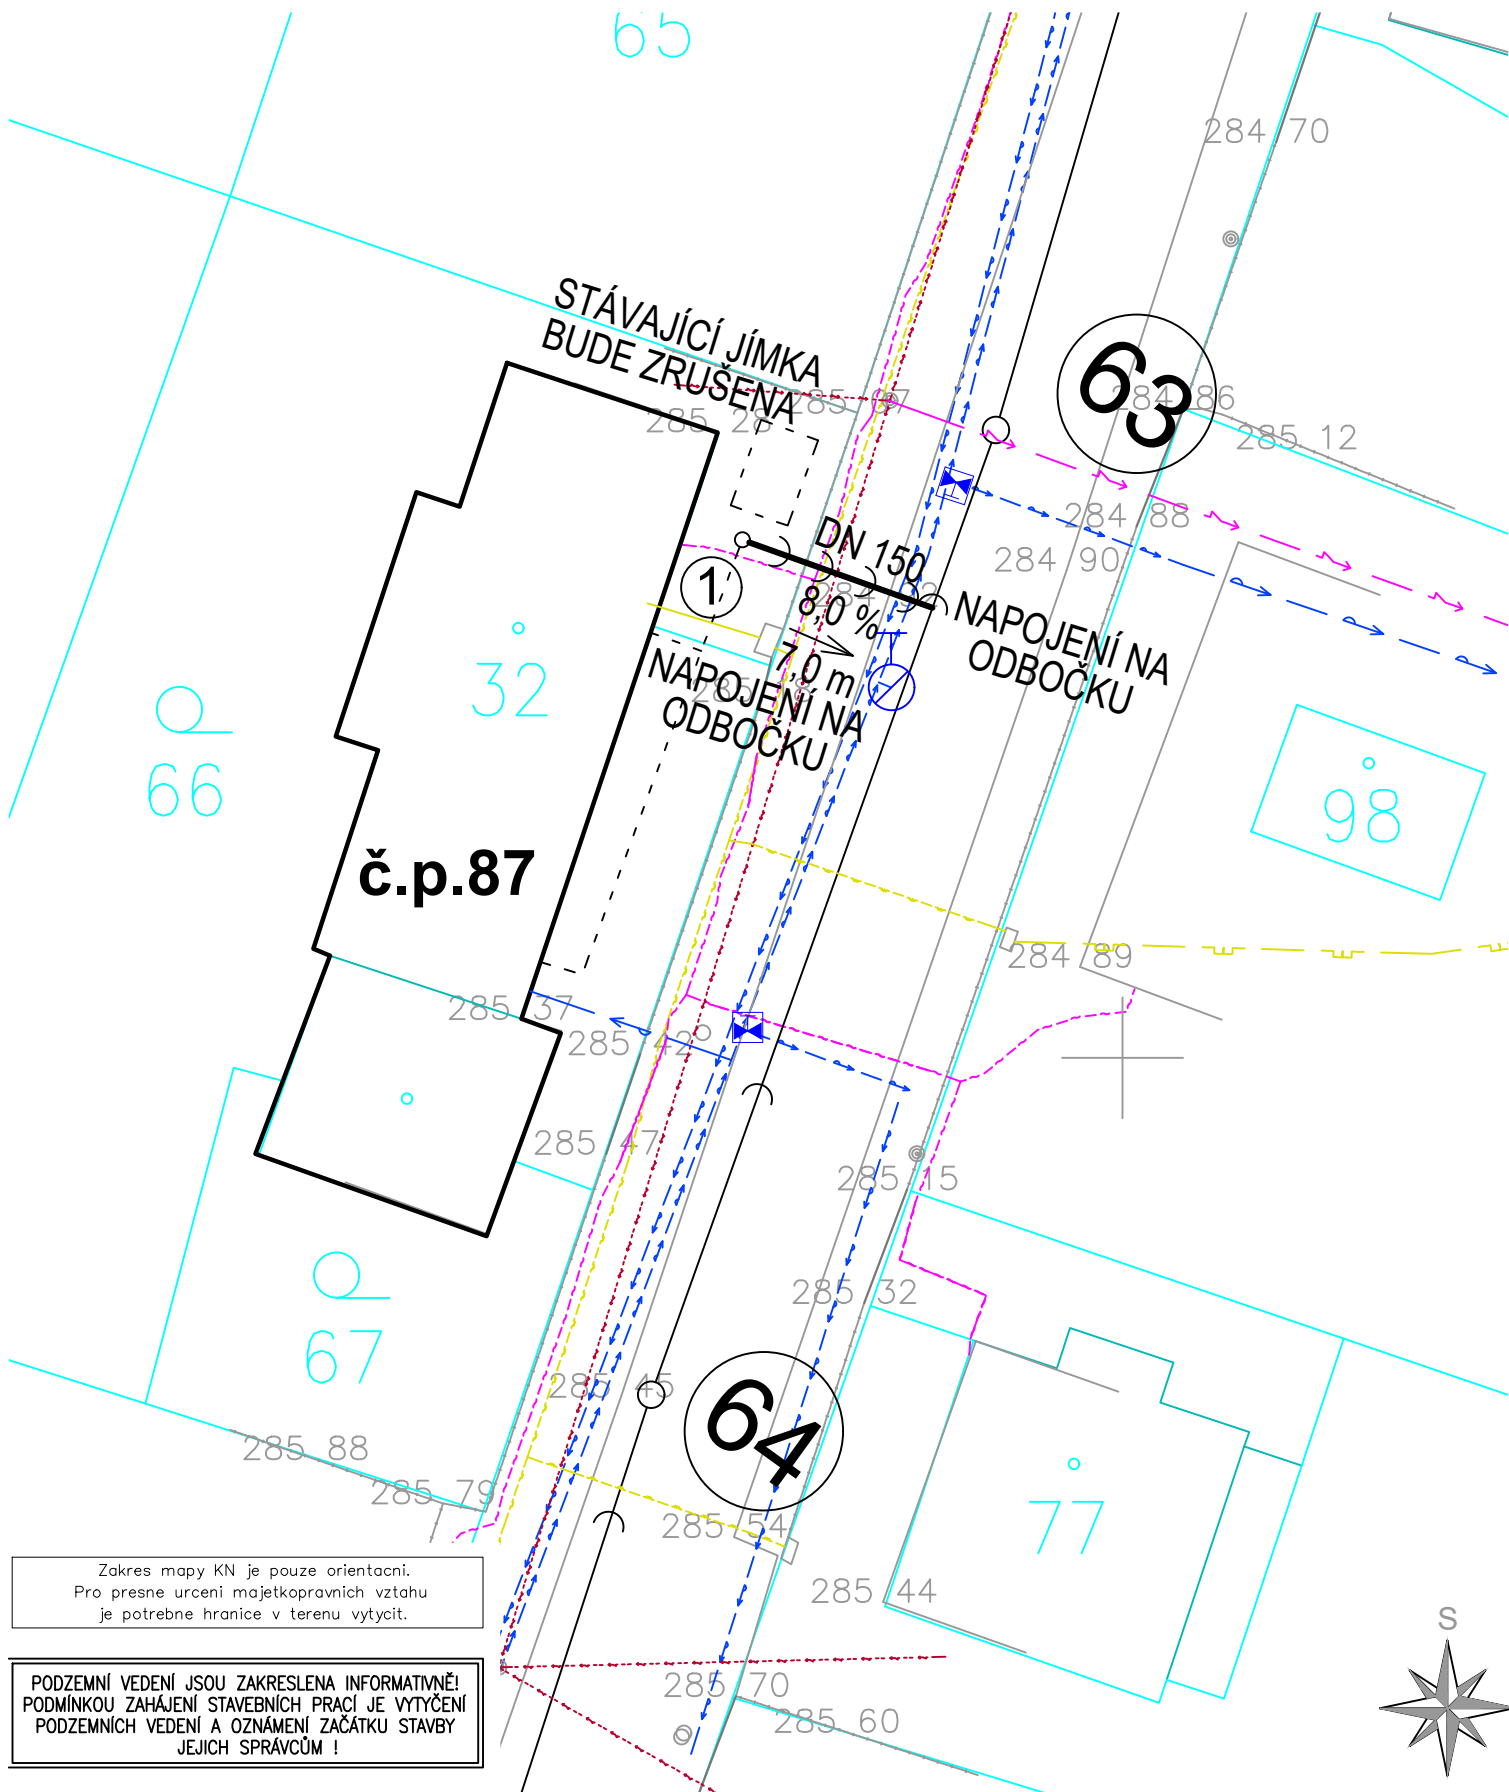 65
284 70
STÁVAJÍCÍ JÍMKA
BUDE ZRUŠENA
285 28
63
284 86
285 12
284 88
284 90
DN 150
8,0 %
7,0 m
1
NAPOJENÍ NA
ODBOČKU
NAPOJENÍ NA
ODBOČKU
32
66
98
č.p.87
284 89
285 37
285 42
285 47
285 15
285 32
67
285 45
64
285 88
285 79
285 54
77
285 44
285 70
285 60
Zakres mapy KN je pouze orientacni.
Pro presne urceni majetkopravnich vztahu
je potrebne hranice v terenu vytycit.
PODZEMNÍ VEDENÍ JSOU ZAKRESLENA INFORMATIVNĚ!
PODMÍNKOU ZAHÁJENÍ STAVEBNÍCH PRACÍ JE VYTYČENÍ
PODZEMNÍCH VEDENÍ A OZNÁMENÍ ZAČÁTKU STAVBY
JEJICH SPRÁVCŮM !
S